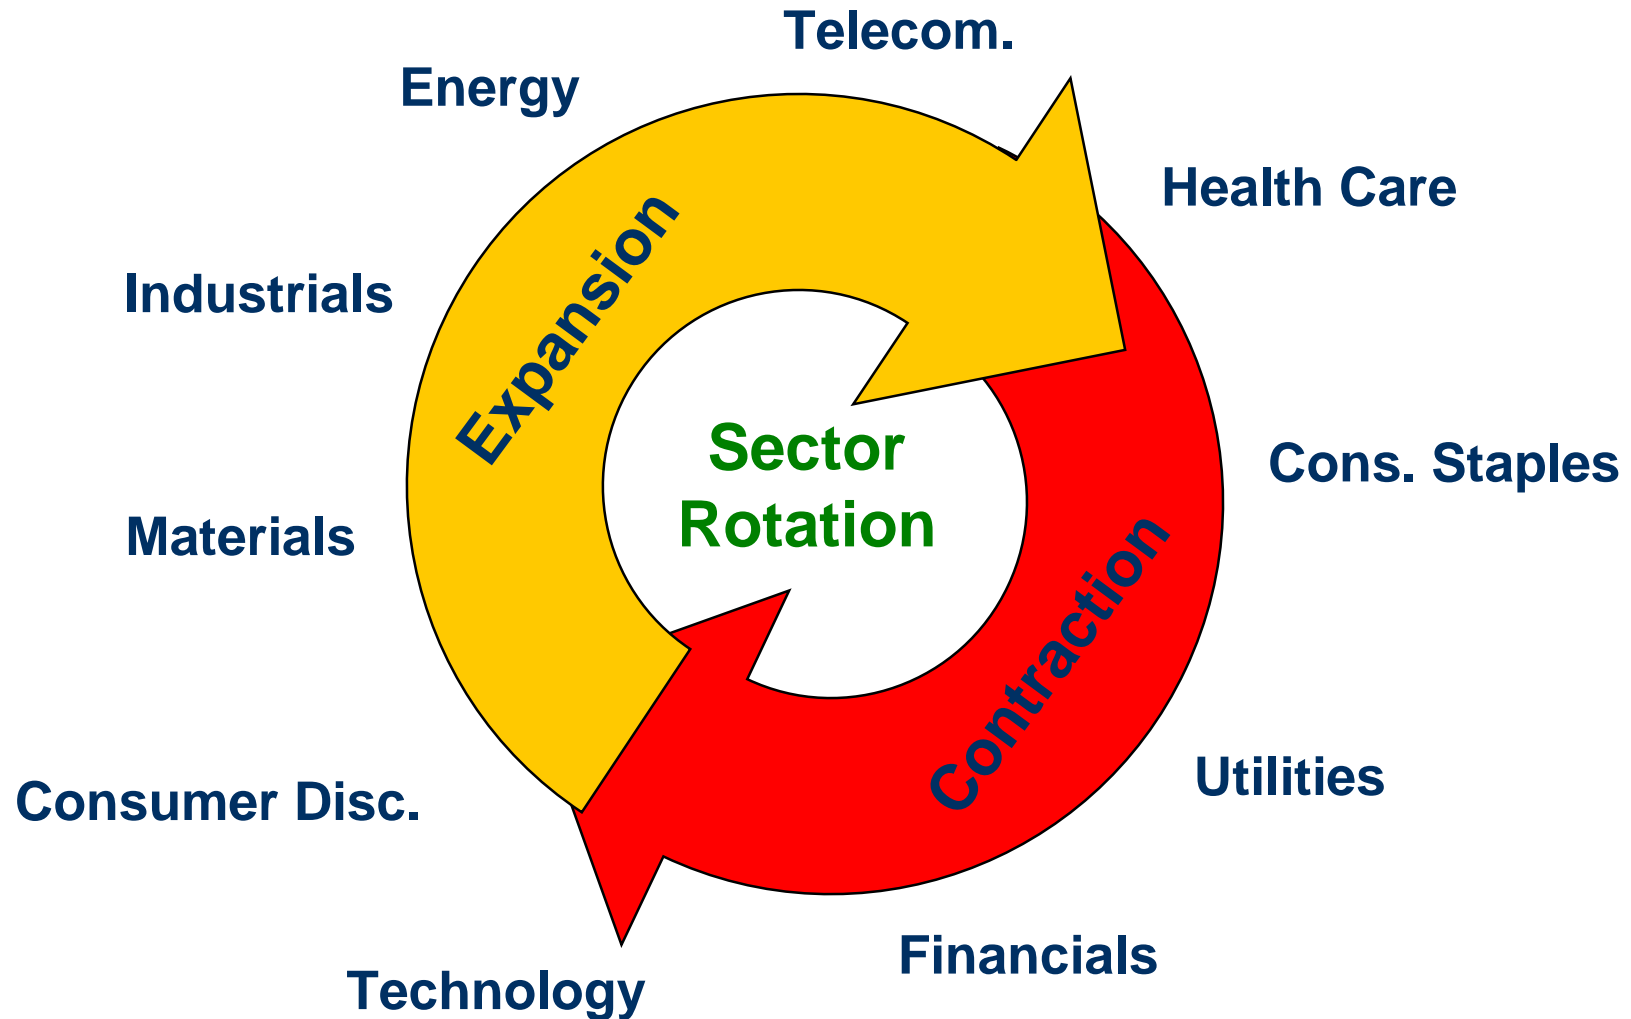 Telecom.
Energy
Health Care
Industrials
Expansion
Sector
Rotation
Cons. Staples
Materials
Contraction
Utilities
Consumer Disc.
Financials
Technology